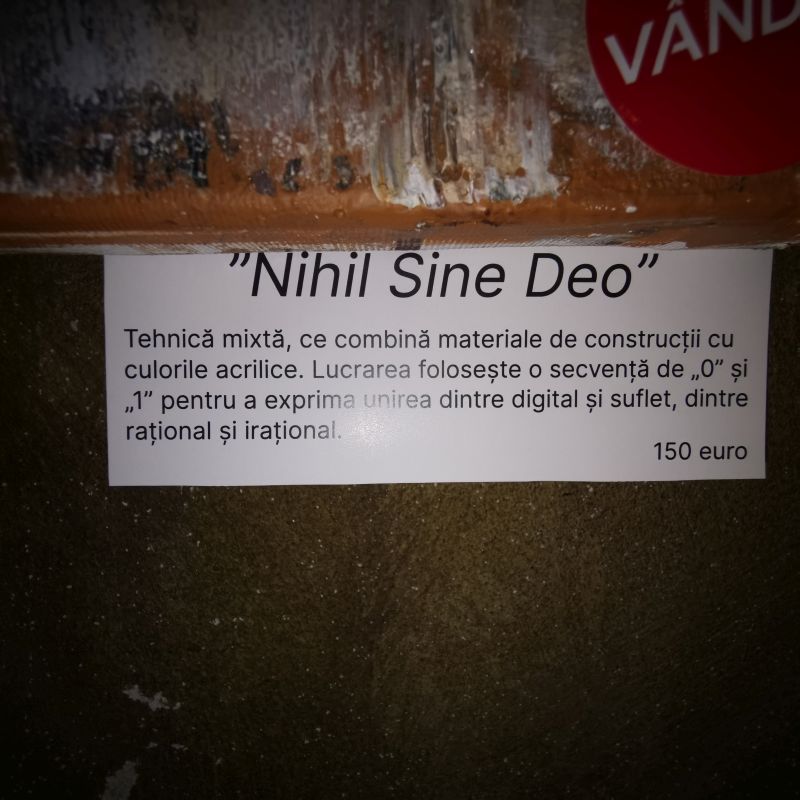 VÂND
"Nihil Sine Deo"
Tehnică mixtă, ce combină materiale de construcții cu
culorile acrilice. Lucrarea folosește o secvență de „0” și
„1” pentru a exprima unirea dintre digital și suflet, dintre
rațional și irațional.
150 euro